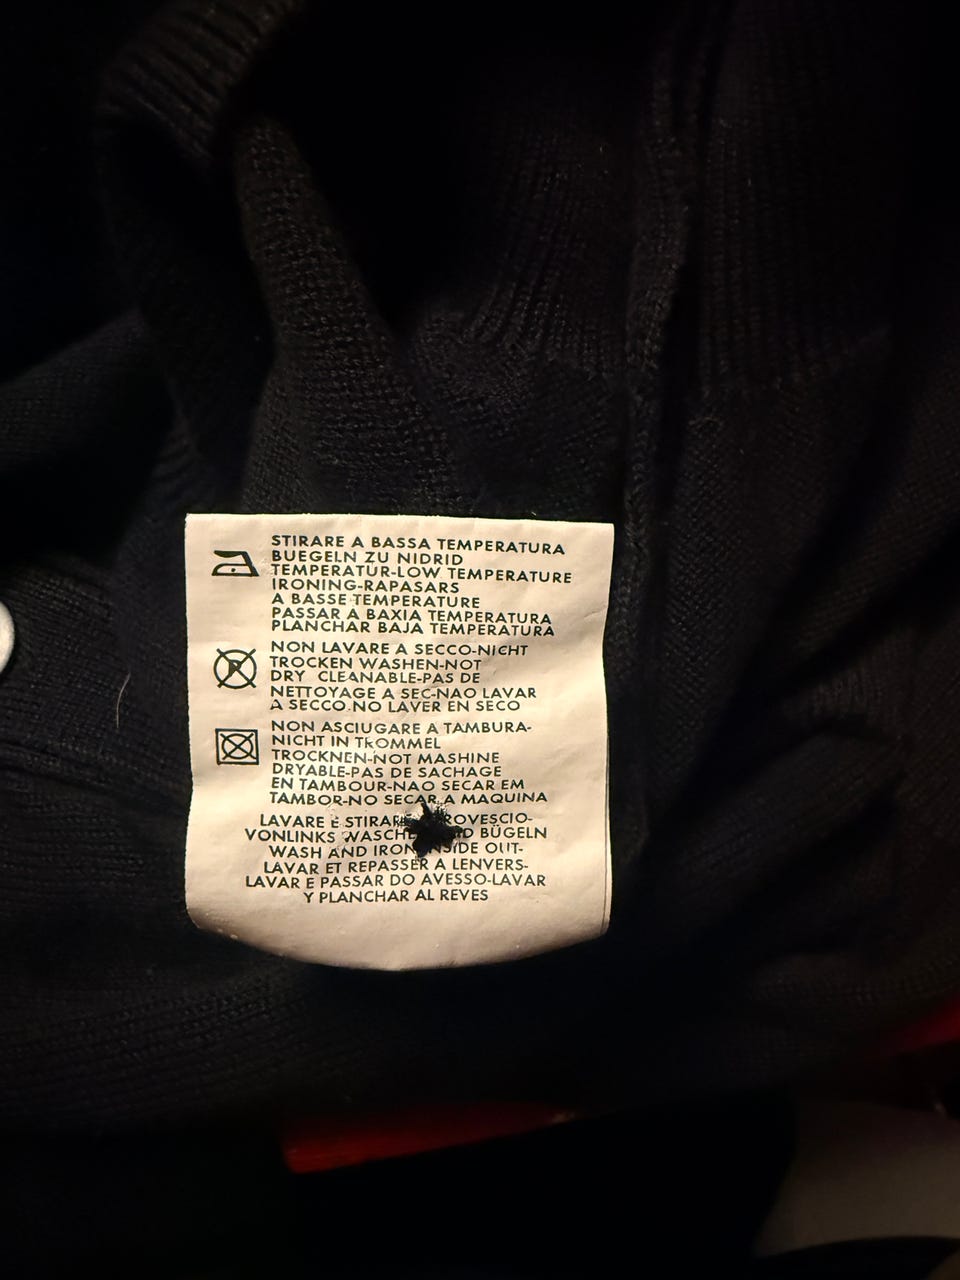 STIRARE A BASSA TEMPERATURA
BUEGELN ZU NIDRID
TEMPERATUR-LOW TEMPERATURE
IRONING-RAPASARS
A BASSE TEMPERATURE
PASSAR A BAXIA TEMPERATURA
PLANCHAR BAJA TEMPERATURA
P
NON LAVARE A SECCO-NICHT
TROCKEN WASHEN-NOT
DRY CLEANABLE-PAS DE
NETTOYAGE A SEC-NAO LAVAR
A SECCO.NO LAVER EN SECO
NON ASCIUGARE A TAMBURA-
NICHT IN TROMMEL
TROCKNEN-NOT MASHINE
DRYABLE-PAS DE SACHAGE
EN TAMBOUR-NAO SECAR EM
TAMBOR-NO SECAR A MAQUINA
LAVARE E
VONLINKS BÜGELN
WASH AND IRON INSIDE OUT-
LAVAR ET REPASSER A LENVERS-
LAVAR E PASSAR DO AVESSO-LAVAR
Y PLANCHAR AL REVES